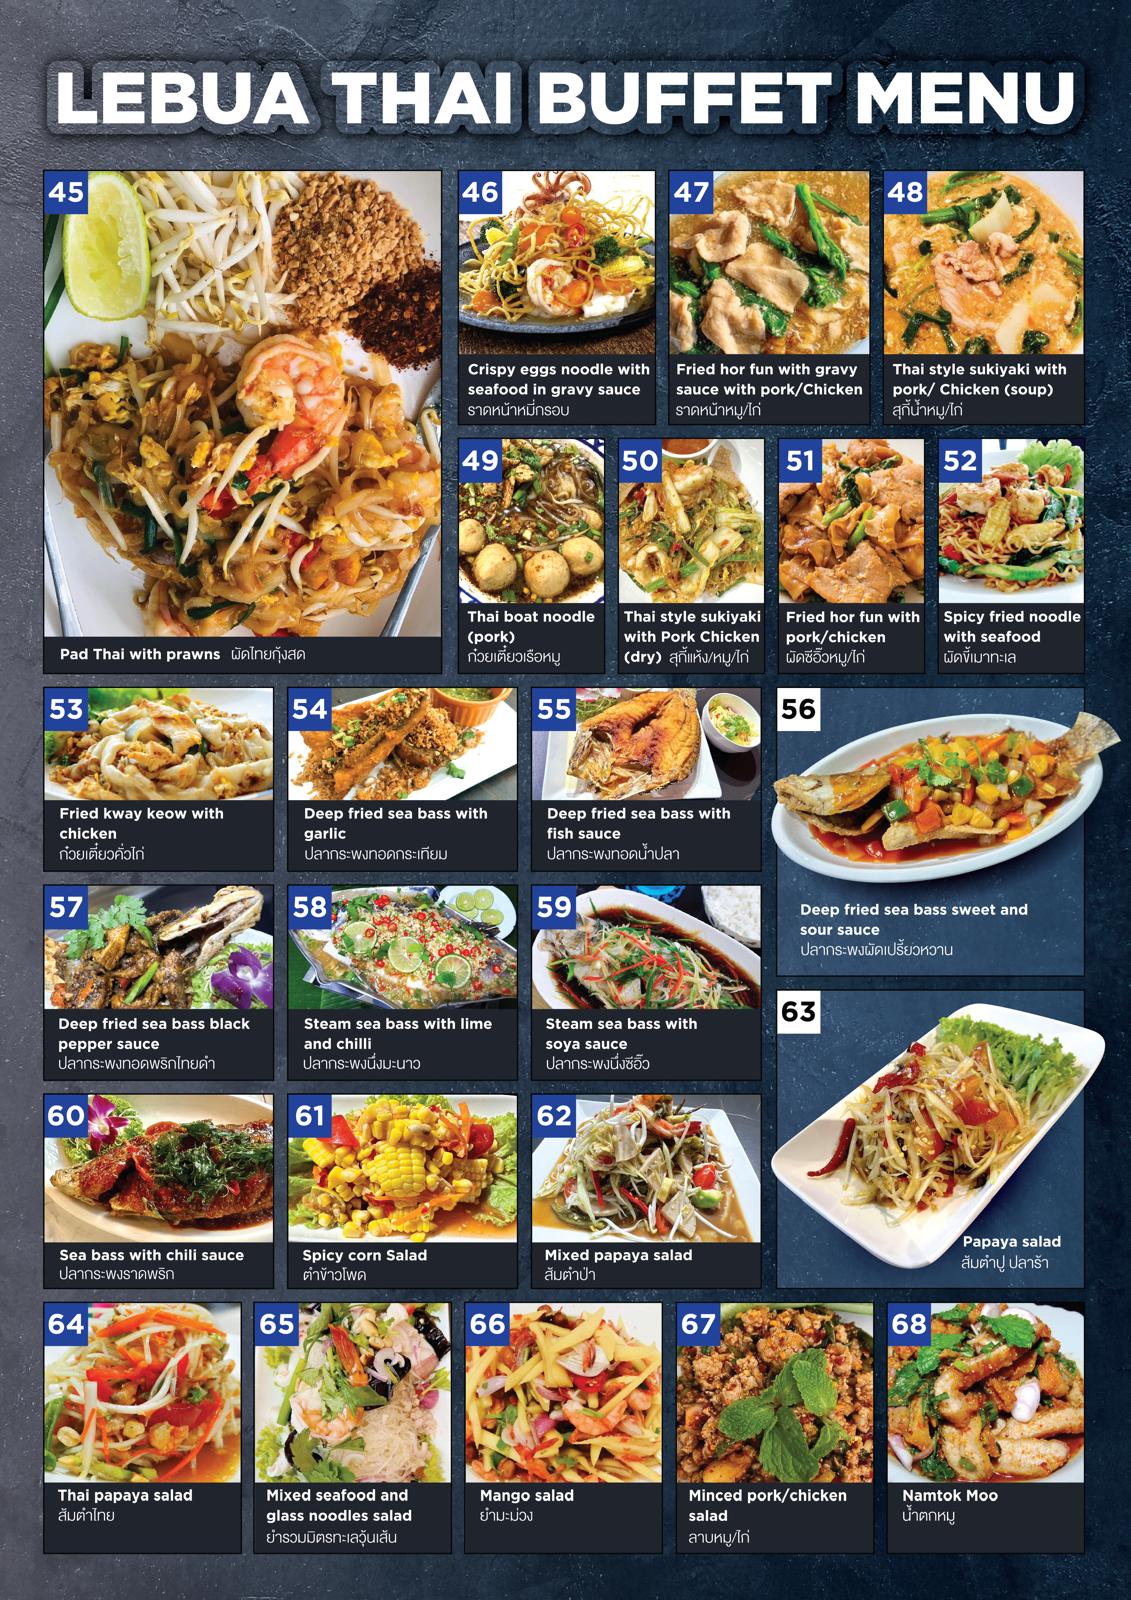 LEBUA THAI BUFFET MENU
45
Pad Thai with prawns ผัดไทยกุ้งสด
46
Crispy eggs noodle with
seafood in gravy sauce
ราดหน้าหมี่กรอบ
47
Fried hor fun with gravy
sauce with pork/Chicken
ราดหน้าหมู/ไก่
48
Thai style sukiyaki with
pork/ Chicken (soup)
สุกี้น้ำหมู/ไก่
49
Thai boat noodle
(pork)
ก๋วยเตี๋ยวเรือหมู
50
Thai style sukiyaki
with Pork Chicken
(dry) สุกี้แห้ง/หมู/ไก่
51
Fried hor fun with
pork/chicken
ผัดซีอิ๊วหมู/ไก่
52
Spicy fried noodle
with seafood
ผัดขี้เมาทะเล
53
Fried kway keow with
chicken
ก๋วยเตี๋ยวคั่วไก่
54
Deep fried sea bass with
garlic
ปลากระพงทอดกระเทียม
55
Deep fried sea bass with
fish sauce
ปลากระพงทอดน้ำปลา
56
Deep fried sea bass sweet and
sour sauce
ปลากระพงผัดเปรี้ยวหวาน
57
Deep fried sea bass black
pepper sauce
ปลากระพงทอดพริกไทยดำ
58
Steam sea bass with lime
and chilli
ปลากระพงนึ่งมะนาว
59
Steam sea bass with
soya sauce
ปลากระพงนึ่งซีอิ๊ว
60
Sea bass with chili sauce
ปลากระพงราดพริก
61
Spicy corn Salad
ตำข้าวโพด
62
Mixed papaya salad
ส้มตำป่า
63
Papaya salad
ส้มตำปู ปลาร้า
64
Thai papaya salad
ส้มตำไทย
65
Mixed seafood and
glass noodles salad
ยำรวมมิตรทะเลวุ้นเส้น
66
Mango salad
ยำมะม่วง
67
Minced pork/chicken
salad
ลาบหมู/ไก่
68
Namtok Moo
น้ำตกหมู